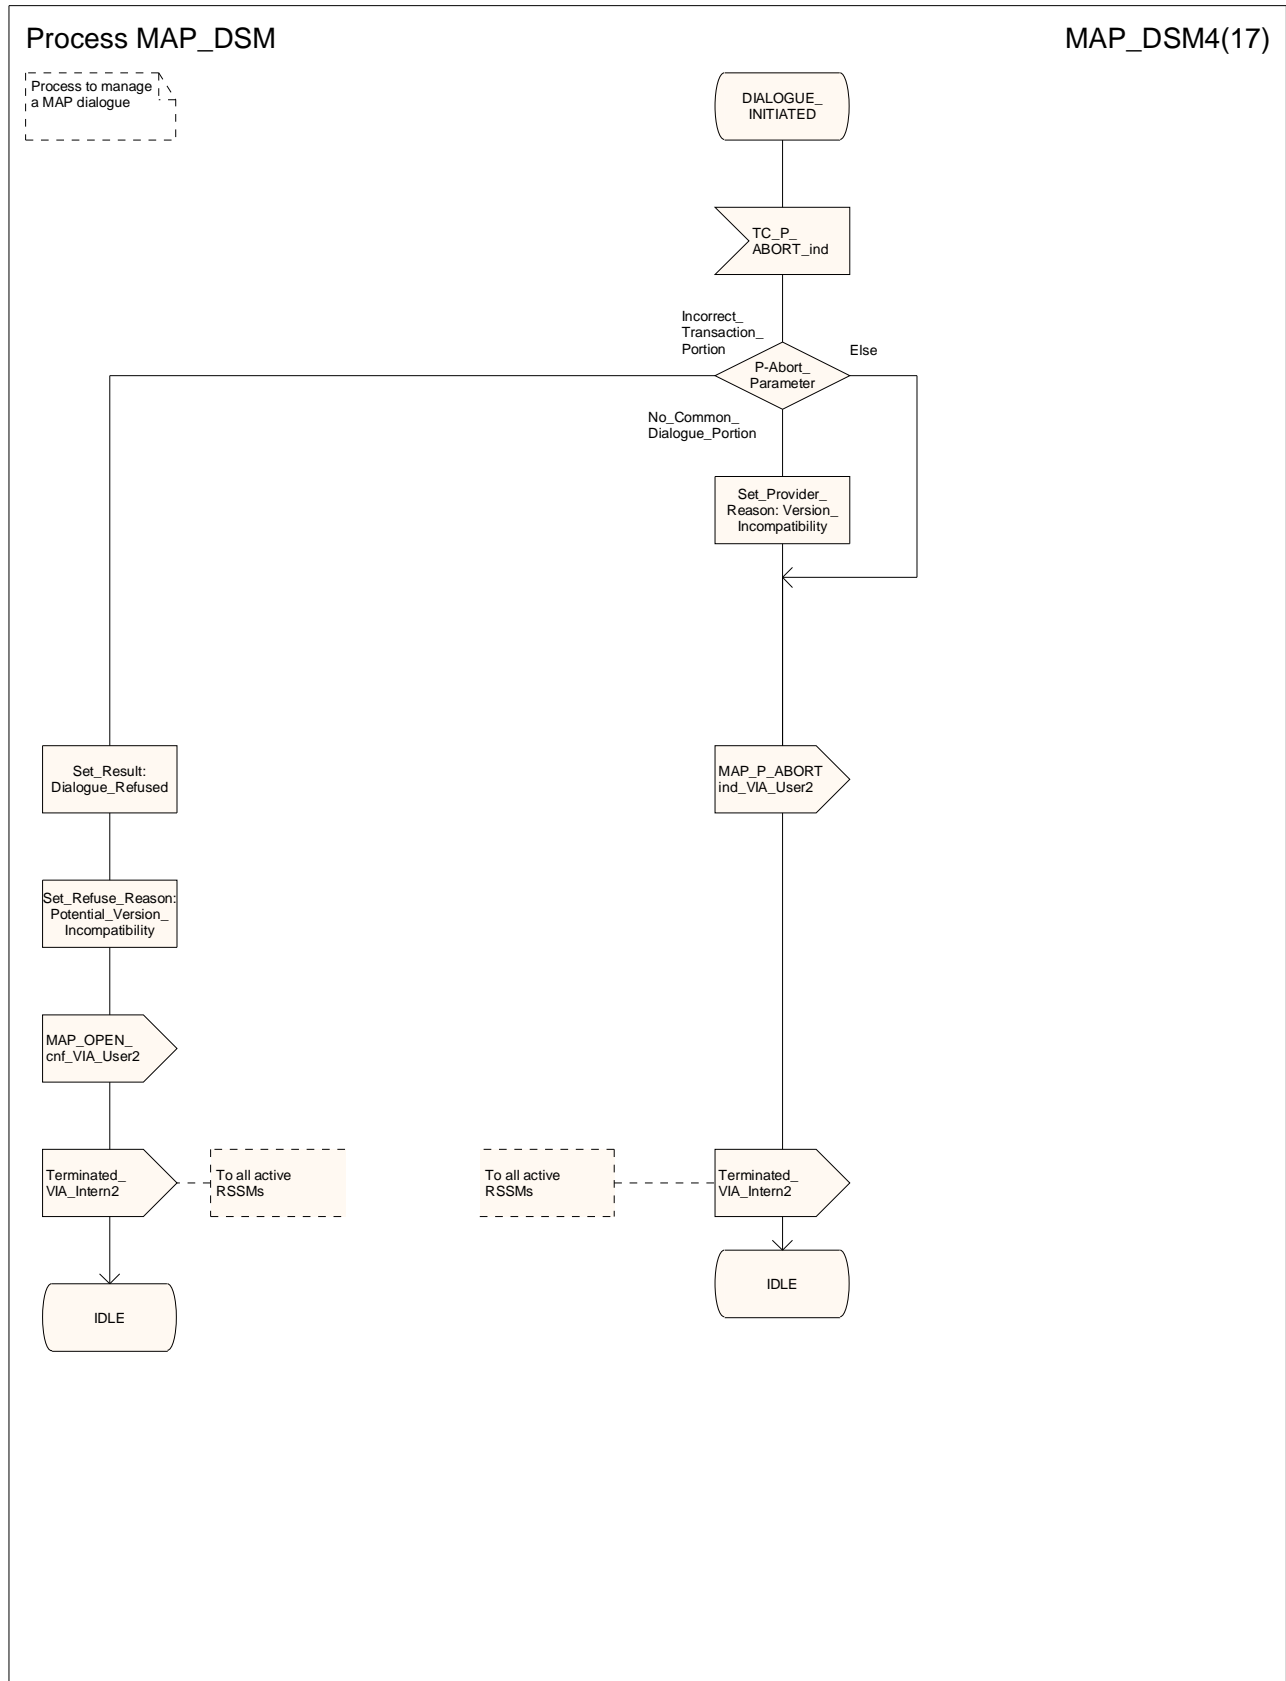 Process MAP_DSM
MAP_DSM4(17)
Process to manage
a MAP dialogue
DIALOGUE_
INITIATED
TC_P_
ABORT_ind
Incorrect_
Transaction_
Portion
Else
P-Abort_
Parameter
No_Common_
Dialogue_Portion
Set_Provider_
Reason: Version_
Incompatibility
Set_Result:
Dialogue_Refused
MAP_P_ABORT
ind_VIA_User2
Set_Refuse_Reason:
Potential_Version_
Incompatibility
MAP_OPEN_
cnf_VIA_User2
Terminated_
VIA_Intern2
To all active
RSSMs
To all active
RSSMs
Terminated_
VIA_Intern2
IDLE
IDLE